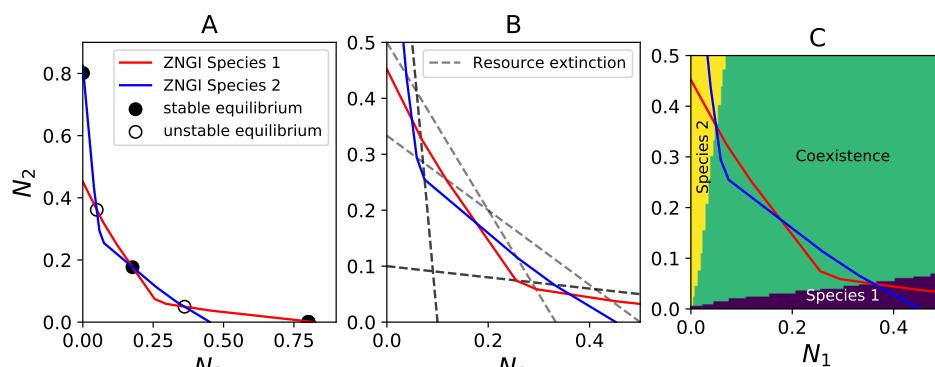 A
B
C
ZNGI Species 1
ZNGI Species 2
stable equilibrium
unstable equilibrium
Resource extinction
N2
0.8
0.6
0.4
0.2
0.0
0.00
0.25
0.50
0.75
0.5
0.4
0.3
0.2
0.1
0.0
0.0
0.2
0.4
0.5
0.4
0.3
0.2
0.1
0.0
Species 2
Coexistence
Species 1
0.0
0.2
0.4
N1